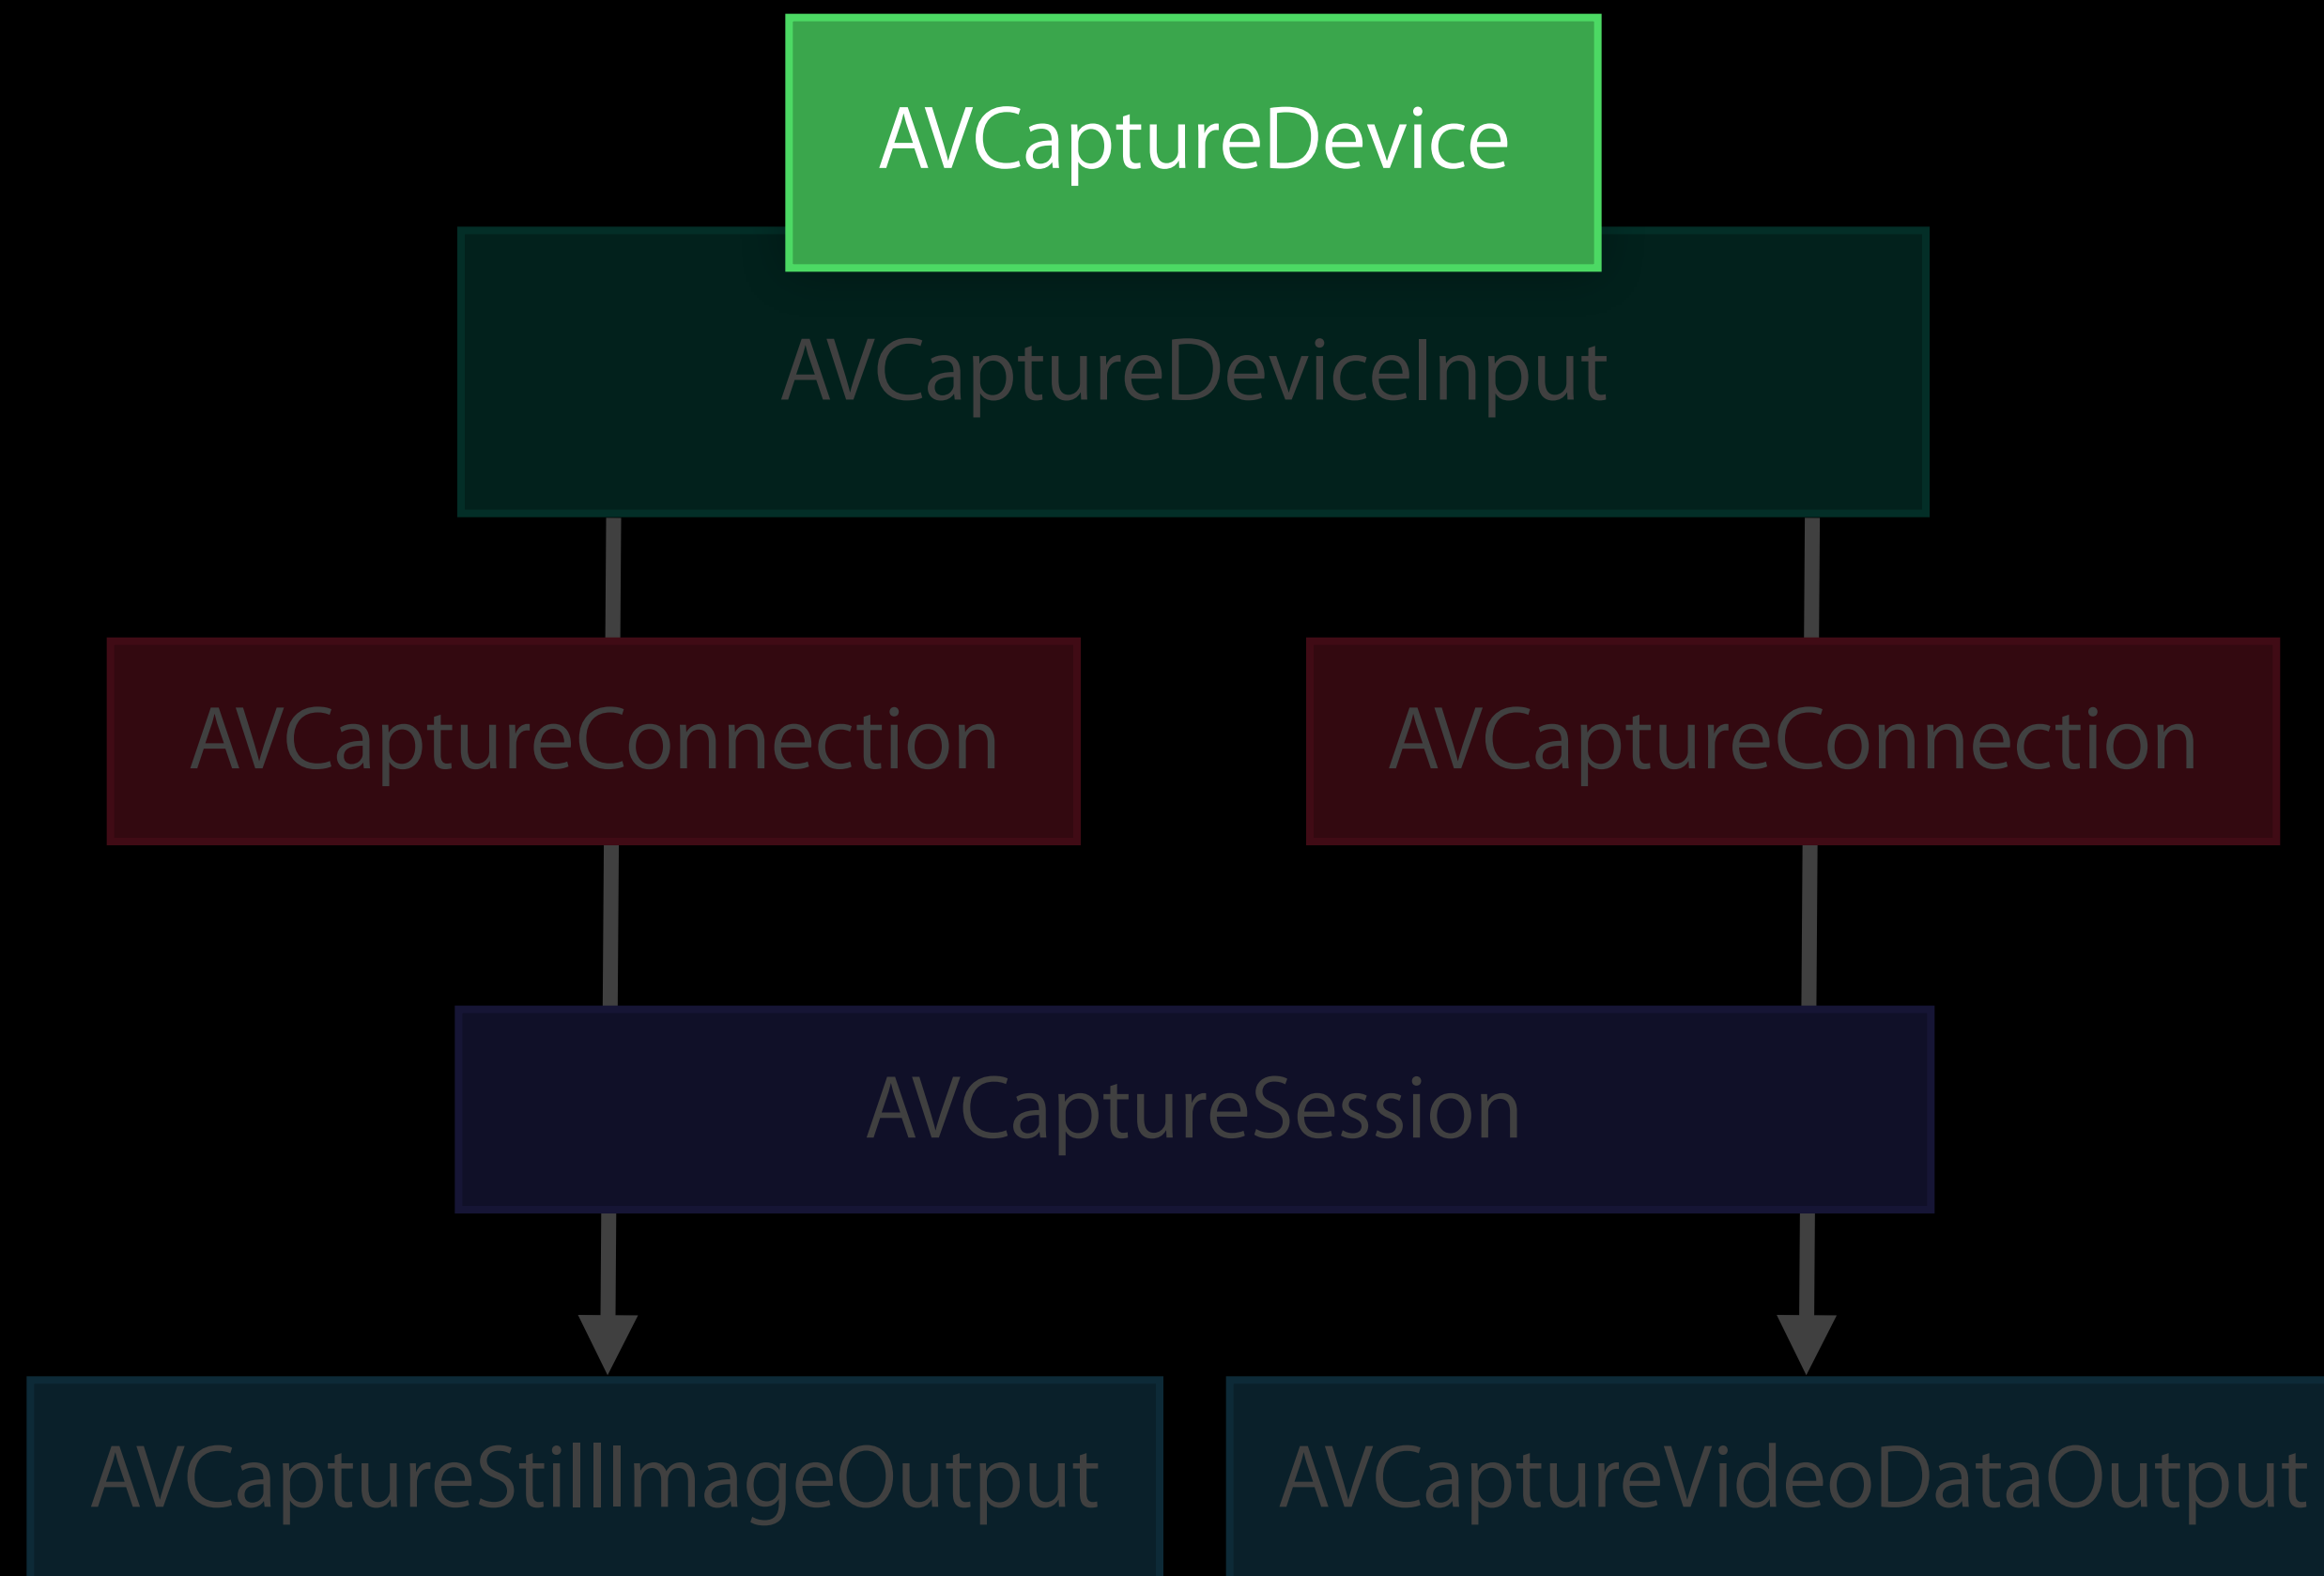 AVCaptureDevice
AVCaptureDeviceInput
AVCaptureConnection
AVCaptureConnection
AVCaptureSession
AVCaptureStillImageOutput
AVCaptureVideoDataOutput